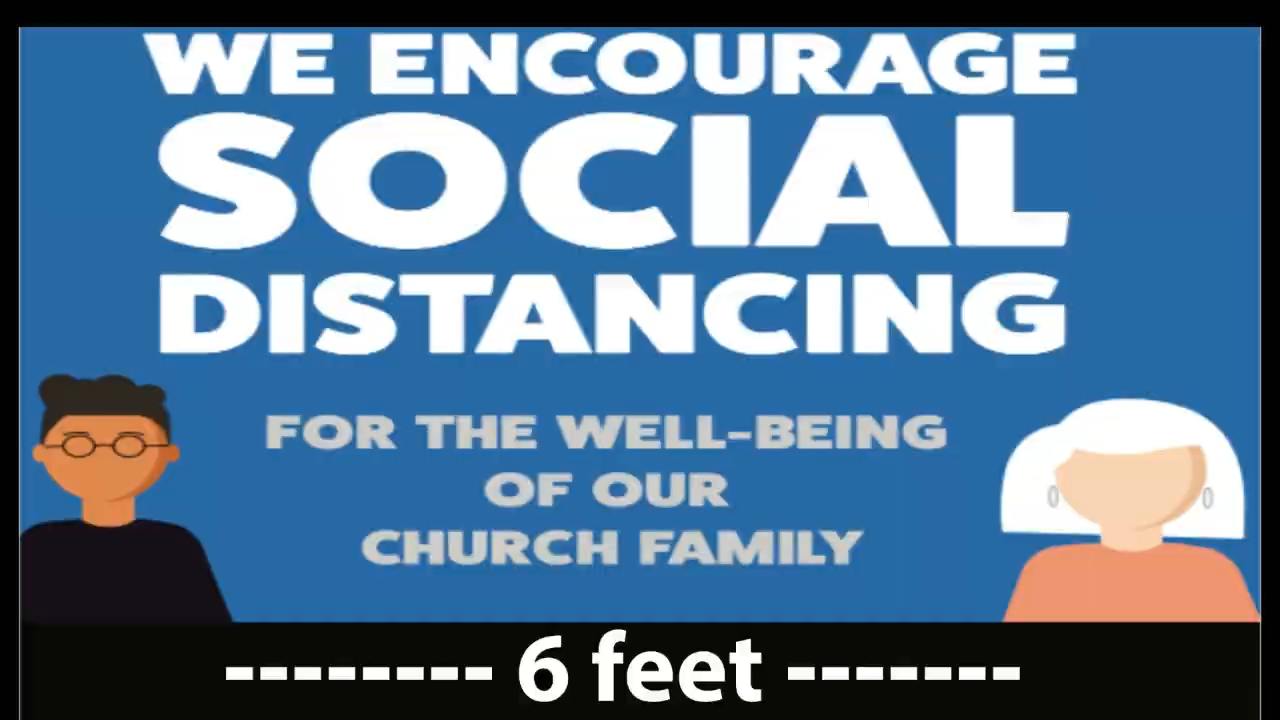 WE ENCOURAGE
SOCIAL
DISTANCING
FOR THE WELL-BEING
OF OUR
CHURCH FAMILY
-------- 6 feet -------